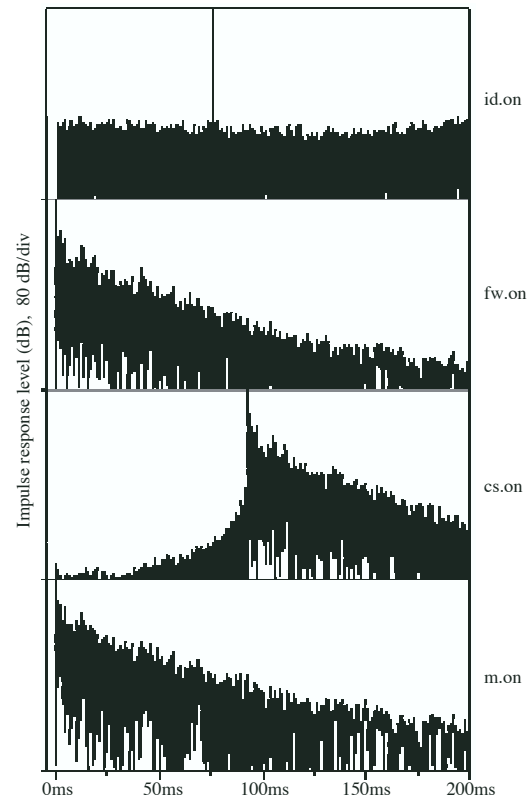 id.on
fw.on
cs.on
m.on
Impulse response level (dB), 80 dB/div
0ms 50ms 100ms 150ms 200ms